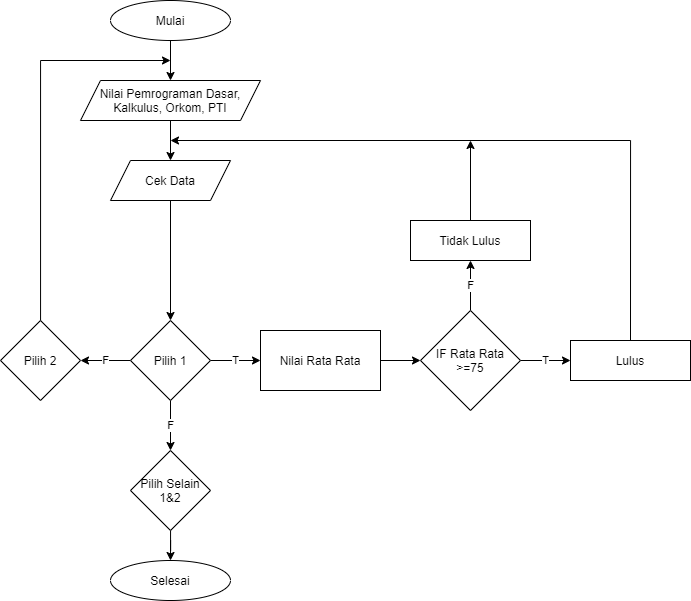 Mulai
Nilai Pemrograman Dasar,
Kalkulus, Orkom, PTI
Cek Data
Tidak Lulus
F
Pilih 2
F
Pilih 1
T
Nilai Rata Rata
IF Rata Rata
>=75
T
Lulus
F
Pilih Selain
1&2
Selesai